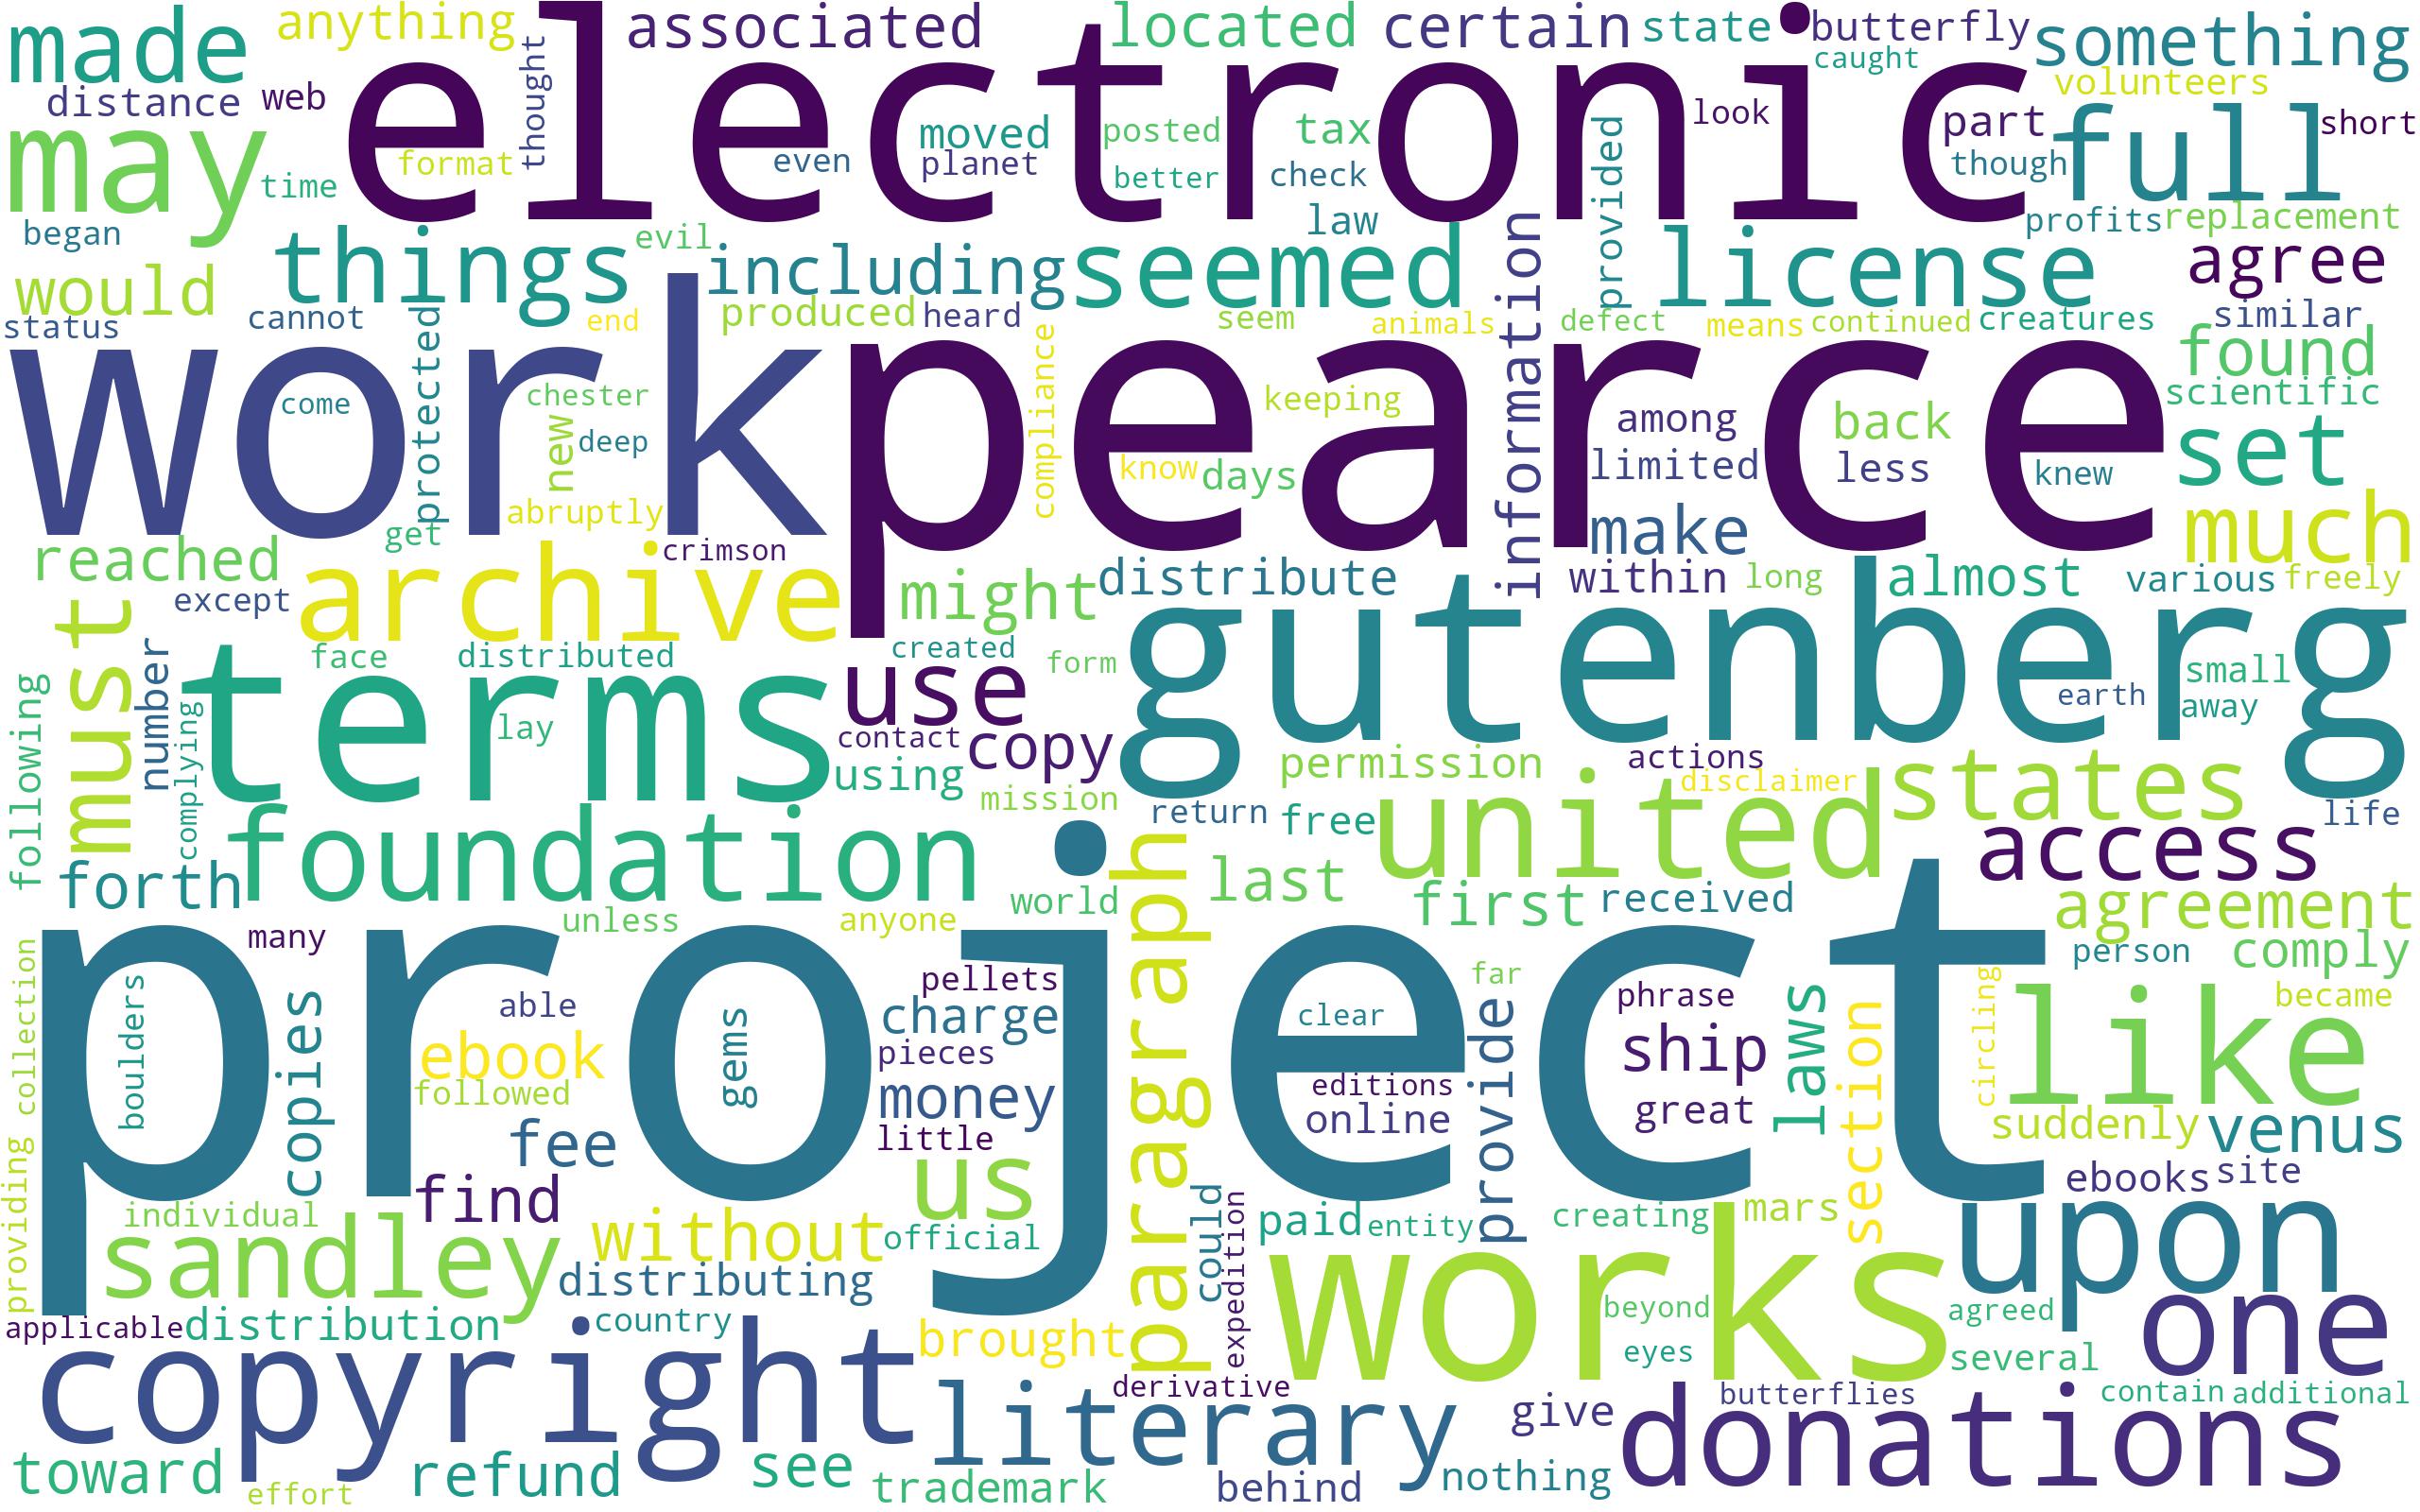 made anything associated located certain state butterfly something
distance web thought electronic caught volunteers
may format even moved planet posted better tax check look part though full short
time law provided profits replacement
began things evil including seemed information license agree
would produced heard seem animals defect means continued creatures similar
status cannot protected end found
work come chester pearce compliance keeping among back scientific
new deep know days limited less knew set
get abruptly make much
reached crimson archive might distribute within long almost various freely
except must number face distributed created form gutenberg small
following complying terms lay use contact copy earth away
using mission permission actions disclaimer united states
foundation return free life
forth unless anyone world paragraph last first received access agreement
many person comply
project boulders copies able gems pellets charge clear far provide phrase laws section circling like became
providing collection ebook pieces editions ship
followed money online great suddenly venus
fee little
find us ebooks site
individual sandley without official could expedition paid entity creating mars upon
distributing works beyond agreed one
applicable distribution country brought eyes several
copyright derivative butterflies contain additional
literary give donations
toward refund see trademark behind nothing
effort